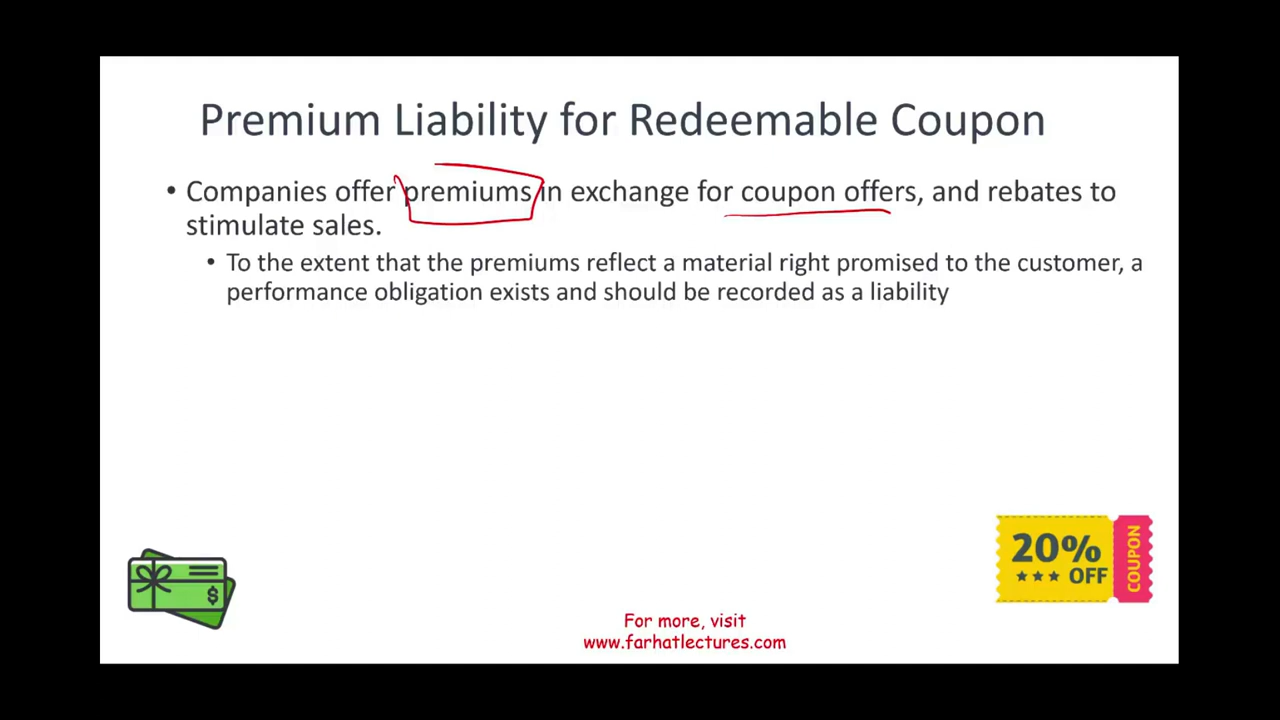 Premium Liability for Redeemable Coupon
• Companies offer premiums in exchange for coupon offers, and rebates to
stimulate sales.
• To the extent that the premiums reflect a material right promised to the customer, a
performance obligation exists and should be recorded as a liability
$
20%
★★★ OFF
COUPON
For more, visit
www.farhatlectures.com